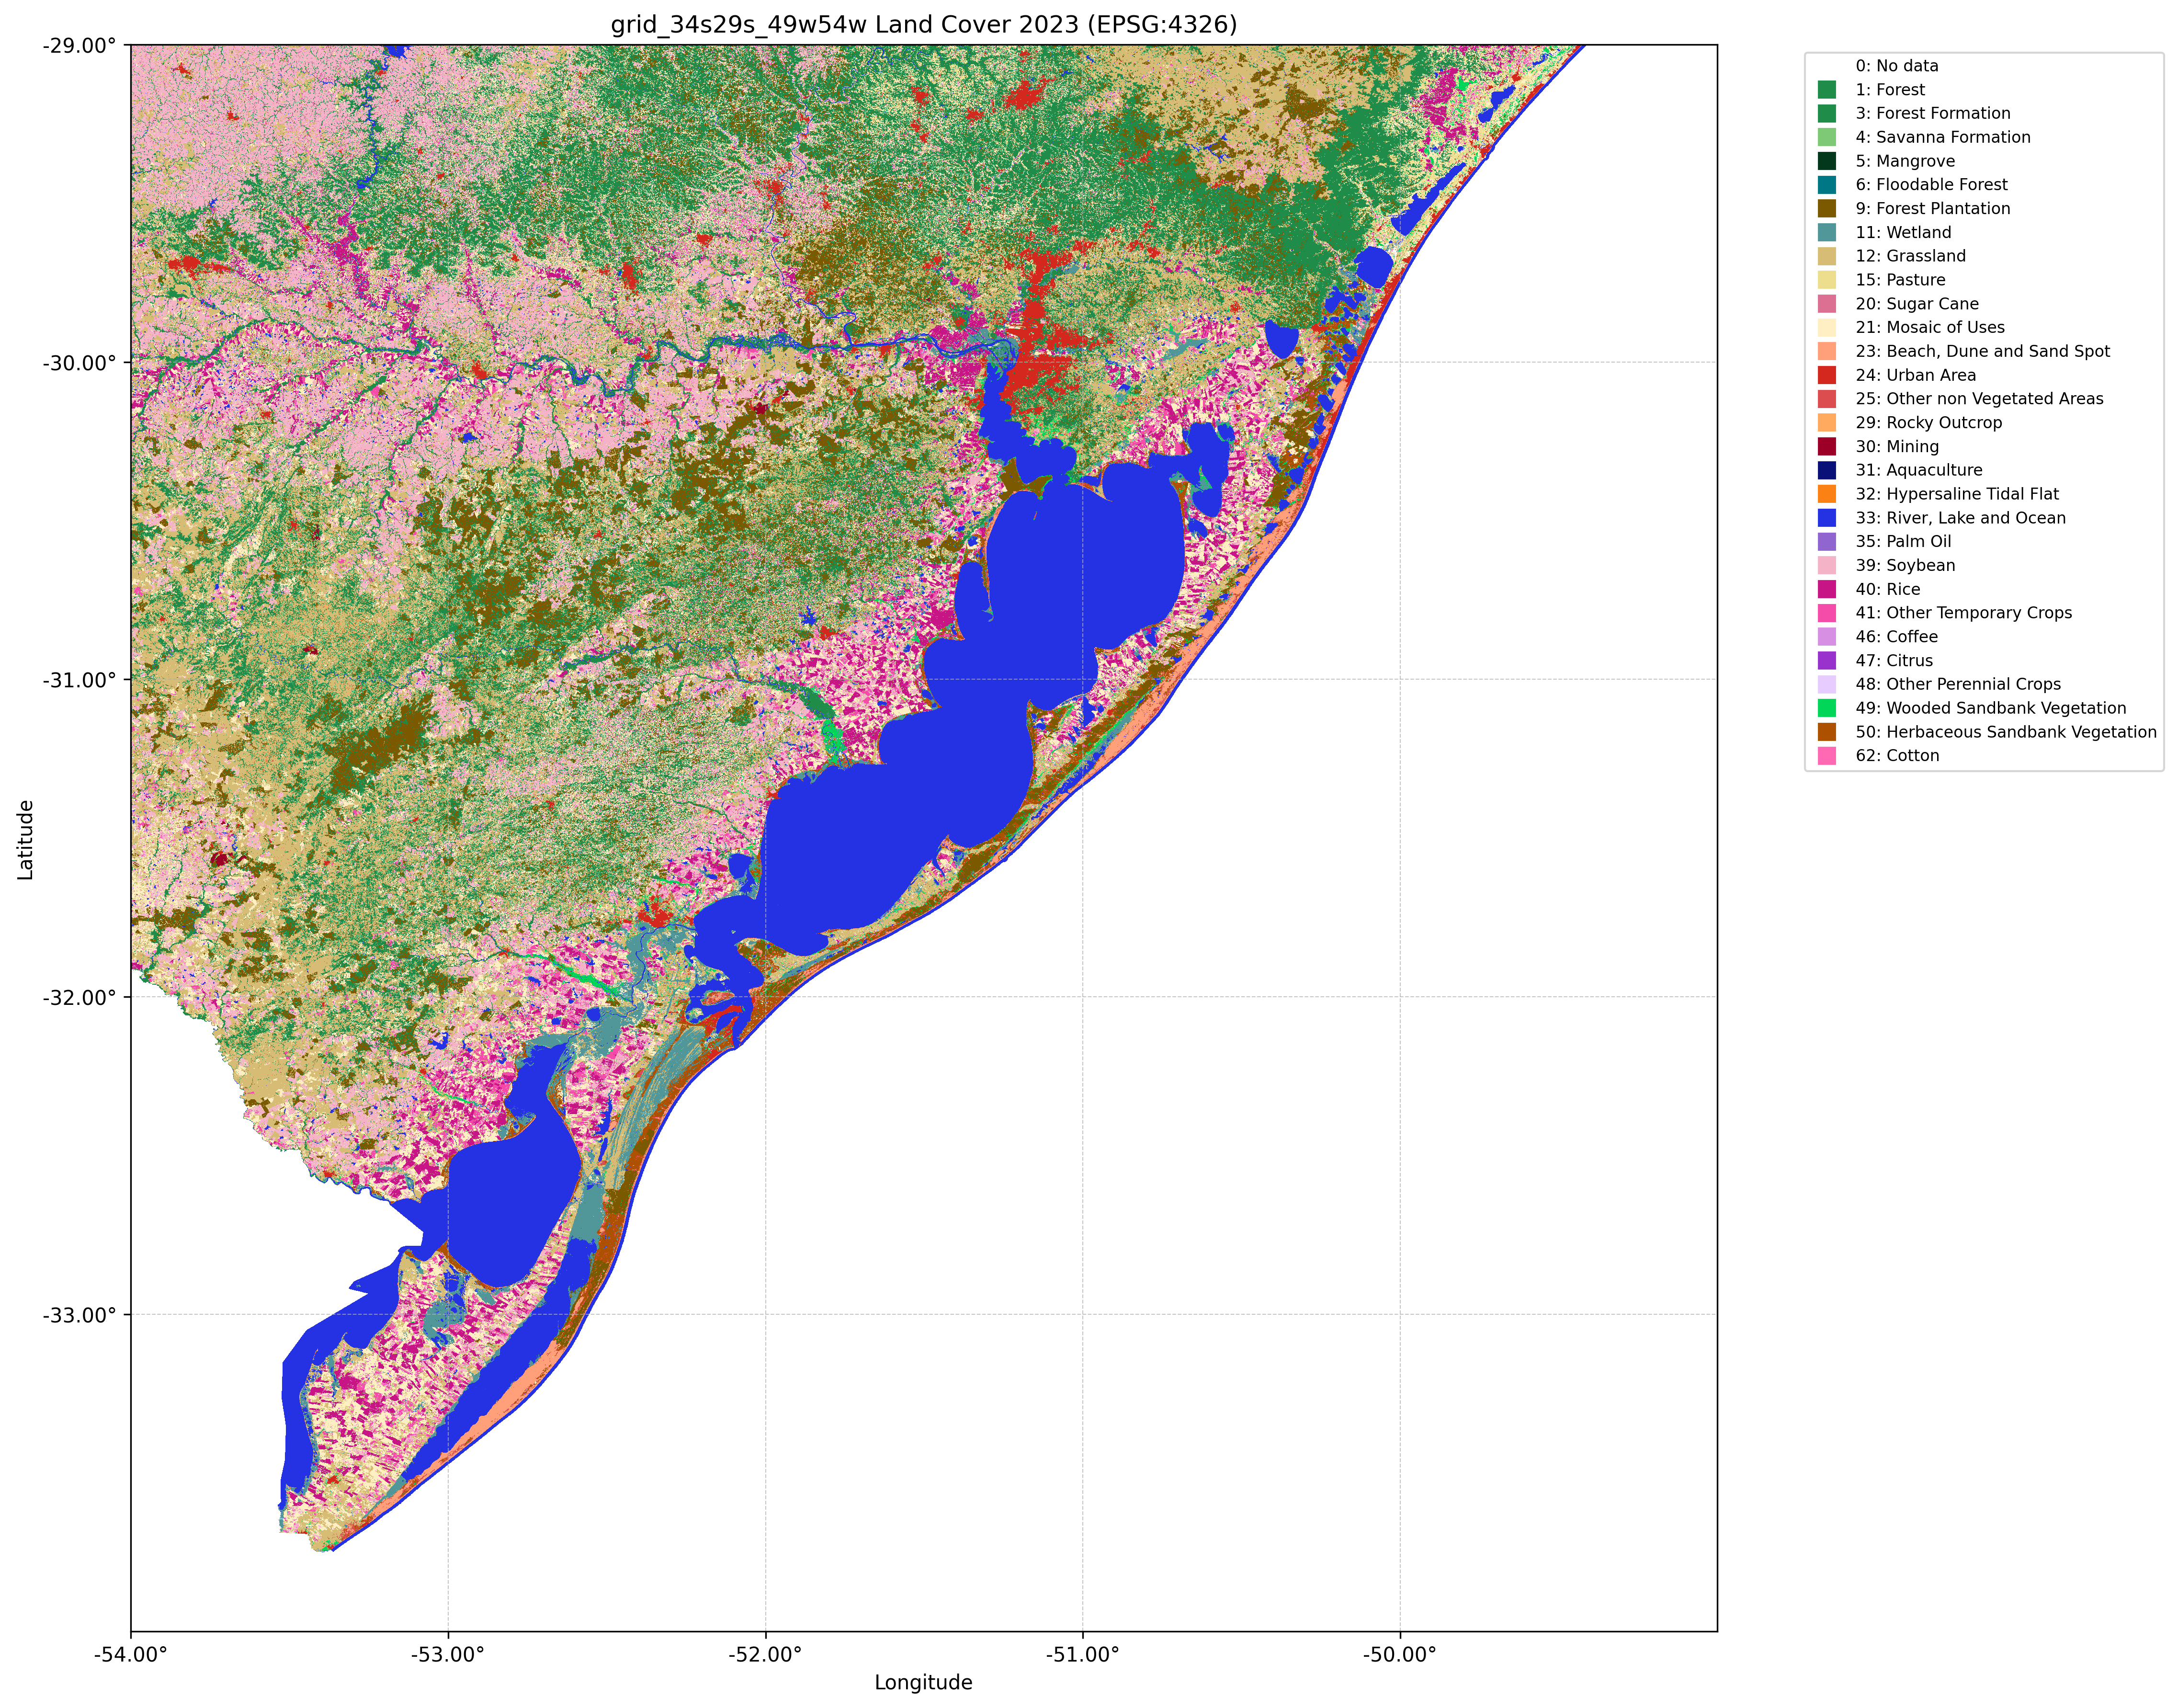 grid_34s29s_49w54w Land Cover 2023 (EPSG:4326)
-29.00°
-30.00°
-31.00°
-32.00°
-33.00°
Latitude
-54.00°
-53.00°
-52.00°
-51.00°
-50.00°
Longitude
0: No data
1: Forest
3: Forest Formation
4: Savanna Formation
5: Mangrove
6: Floodable Forest
9: Forest Plantation
11: Wetland
12: Grassland
15: Pasture
20: Sugar Cane
21: Mosaic of Uses
23: Beach, Dune and Sand Spot
24: Urban Area
25: Other non Vegetated Areas
29: Rocky Outcrop
30: Mining
31: Aquaculture
32: Hypersaline Tidal Flat
33: River, Lake and Ocean
35: Palm Oil
39: Soybean
40: Rice
41: Other Temporary Crops
46: Coffee
47: Citrus
48: Other Perennial Crops
49: Wooded Sandbank Vegetation
50: Herbaceous Sandbank Vegetation
62: Cotton